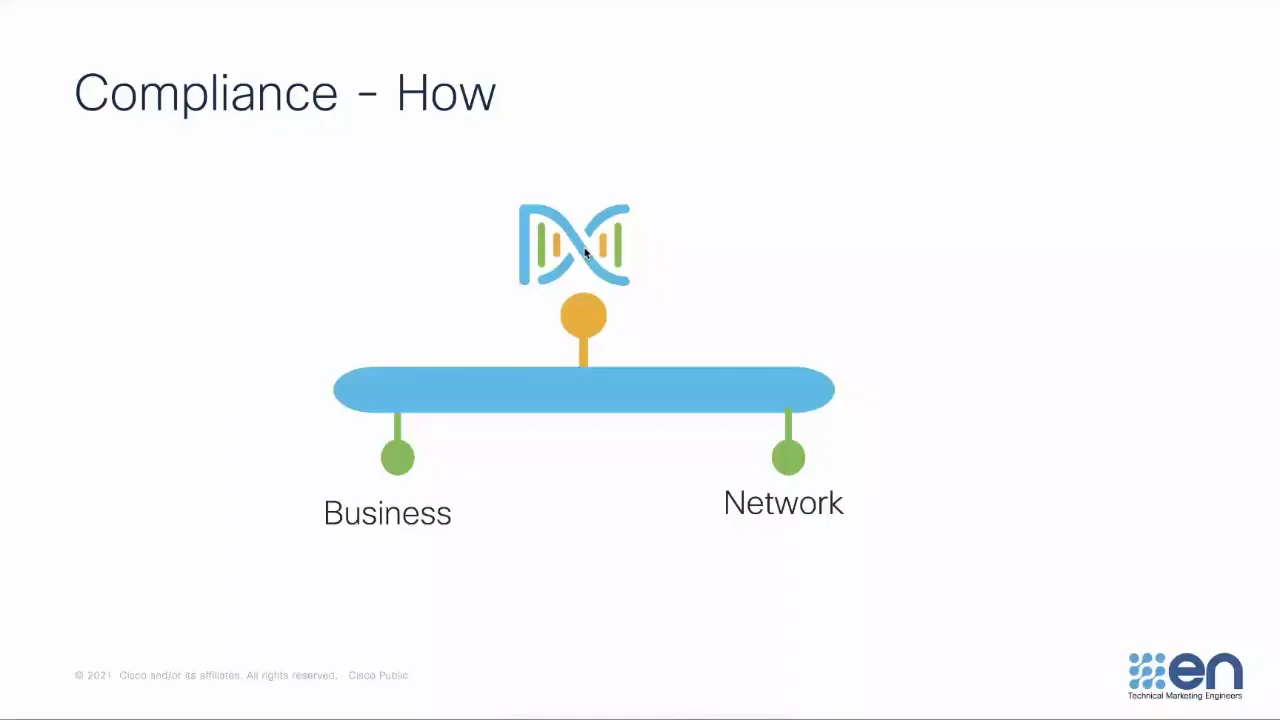 Compliance - How
Business
Network
© 2021 Cisco and/or its affiliates. All rights reserved. Cisco Public
en
Technical Marketing Engineers